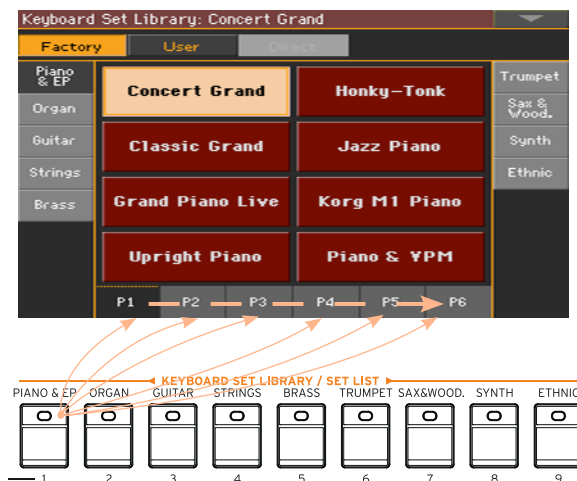 Keyboard Set Library: Concert Grand
Factory User Direct
Piano
& EP
Organ
Guitar
Strings
Brass
Concert Grand
Honky-Tonk
Classic Grand
Jazz Piano
Grand Piano Live
Korg M1 Piano
Upright Piano
Piano & ¥PM
Trumpet
Sax &
Wood.
Synth
Ethnic
P1 P2 P3 P4 P5 P6
KEYBOARD SET LIBRARY / SET LIST
PIANO & EP ORGAN GUITAR STRINGS BRASS TRUMPET SAX&WOOD. SYNTH ETHNIC
1 2 3 4 5 6 7 8 9